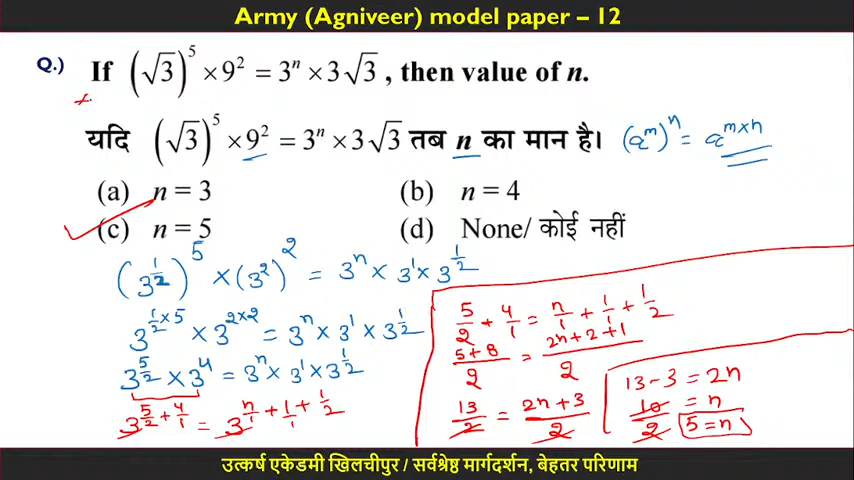 Army (Agniveer) model paper – 12
Q.) If (√3)^5 × 9^2 = 3^n × 3√3 , then value of n.
यदि (√3)^5 × 9^2 = 3^n × 3√3 तब n का मान है। (a^m)^n = a^(m×n)
(a) n = 3 (b) n = 4
(c) n = 5 (d) None/ कोई नहीं
(3^(1/2))^5 × (3^2)^2 = 3^n × 3^1 × 3^(1/2)
3^(1/2 × 5) × 3^(2×2) = 3^n × 3^1 × 3^(1/2)
3^(5/2) × 3^4 = 3^n × 3^1 × 3^(1/2)
3^(5/2 + 4/1) = 3^(n/1 + 1/1 + 1/2)
5/2 + 4/1 = n/1 + 1/1 + 1/2
(5+8)/2 = (2n+2+1)/2
13/2 = (2n+3)/2
13-3 = 2n
10/2 = n
5 = n
उत्कर्ष एकेडमी खिलचीपुर / सर्वश्रेष्ठ मार्गदर्शन, बेहतर परिणाम